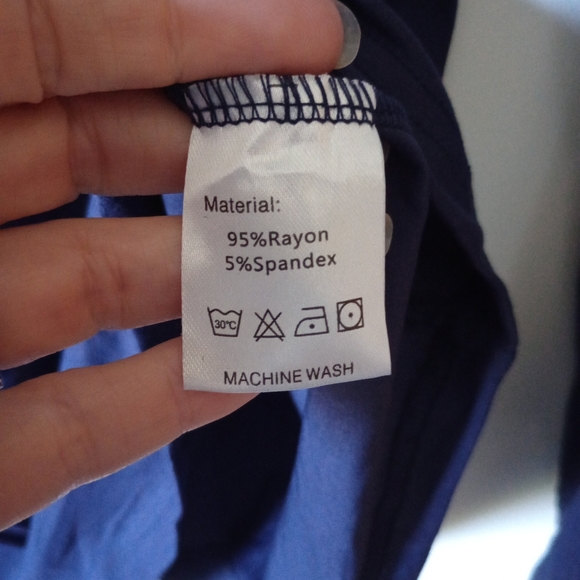 Material:
95%Rayon
5%Spandex
30°C
MACHINE WASH